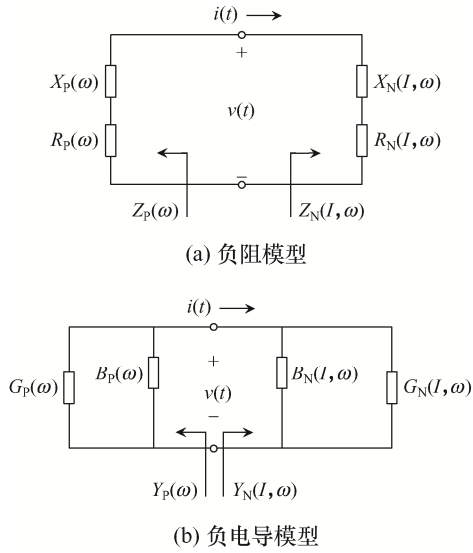 i(t)
+
X_P(ω)
X_N(I, ω)
v(t)
R_P(ω)
R_N(I, ω)
−
Z_P(ω)
Z_N(I, ω)
(a) 负阻模型
i(t)
+
G_P(ω)
B_P(ω)
v(t)
B_N(I, ω)
G_N(I, ω)
−
Y_P(ω)
Y_N(I, ω)
(b) 负电导模型